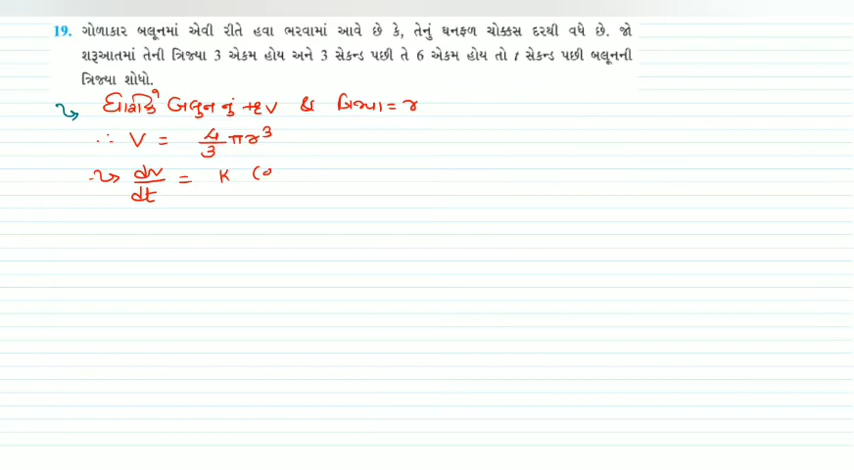 19. ગોળાકાર બલૂનમાં એવી રીતે હવા ભરવામાં આવે છે કે, તેનું ઘનફળ ચોક્કસ દરથી વધે છે. જો
શરૂઆતમાં તેની ત્રિજ્યા 3 એકમ હોય અને 3 સેકન્ડ પછી તે 6 એકમ હોય તો t સેકન્ડ પછી બલૂનની
ત્રિજ્યા શોધો.
ધારોકે બલુનનું V & ત્રિજ્યા = r
∴ V = 4/3 πr³
dv/dt = K (